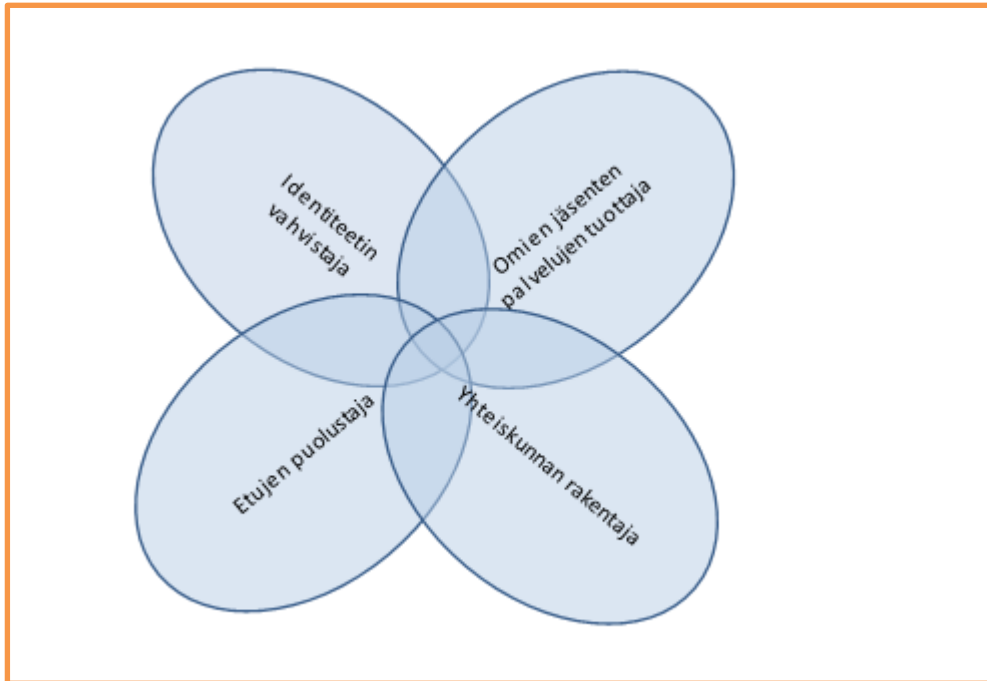 Identiteetin
vahvistaja
Omien jäsenten
palvelujen tuottaja
Etujen puolustaja
Yhteiskunnan rakentaja